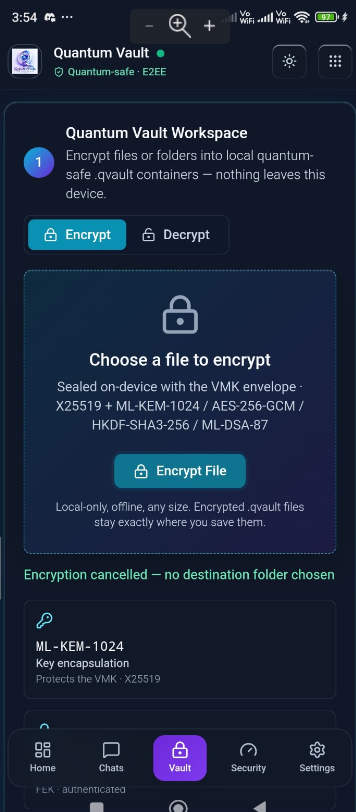 3:54
Vo
WiFi
Vo
WiFi
97
Quantum Vault
Quantum-safe · E2EE
1
Quantum Vault Workspace
Encrypt files or folders into local quantum-
safe .qvault containers — nothing leaves this
device.
Encrypt
Decrypt
Choose a file to encrypt
Sealed on-device with the VMK envelope ·
X25519 + ML-KEM-1024 / AES-256-GCM /
HKDF-SHA3-256 / ML-DSA-87
Encrypt File
Local-only, offline, any size. Encrypted .qvault files
stay exactly where you save them.
Encryption cancelled — no destination folder chosen
ML-KEM-1024
Key encapsulation
Protects the VMK · X25519
Home
Chats
Vault
Security
Settings
FEK · authenticated